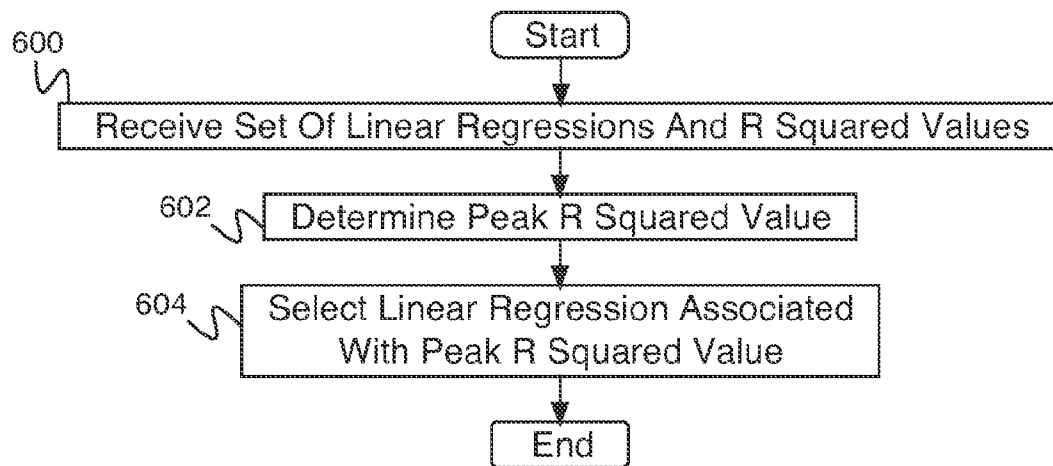 Start
600
Receive Set Of Linear Regressions And R Squared Values
602
Determine Peak R Squared Value
604
Select Linear Regression Associated
With Peak R Squared Value
End